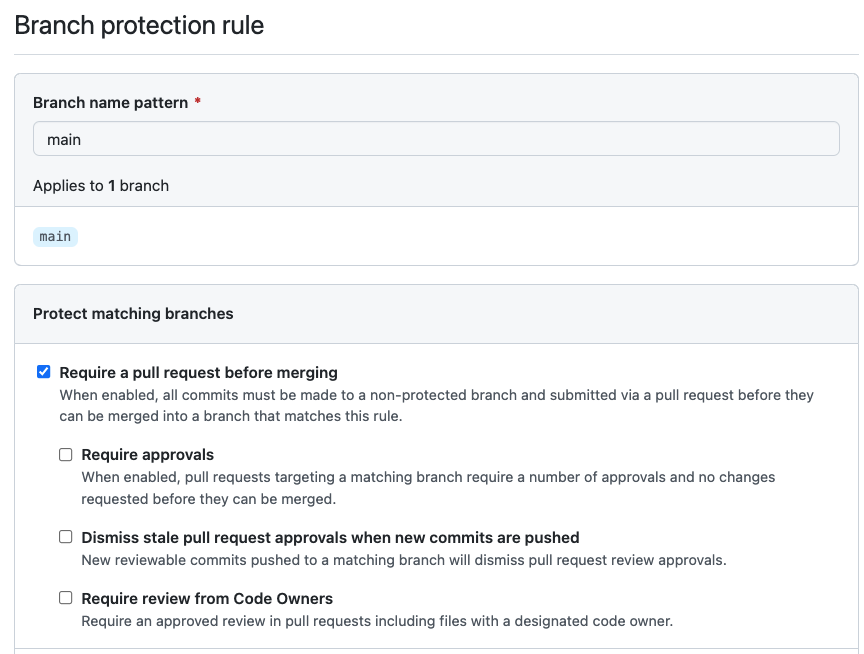 Branch protection rule
Branch name pattern *
main
Applies to 1 branch
main
Protect matching branches
Require a pull request before merging
When enabled, all commits must be made to a non-protected branch and submitted via a pull request before they
can be merged into a branch that matches this rule.
Require approvals
When enabled, pull requests targeting a matching branch require a number of approvals and no changes
requested before they can be merged.
Dismiss stale pull request approvals when new commits are pushed
New reviewable commits pushed to a matching branch will dismiss pull request review approvals.
Require review from Code Owners
Require an approved review in pull requests including files with a designated code owner.